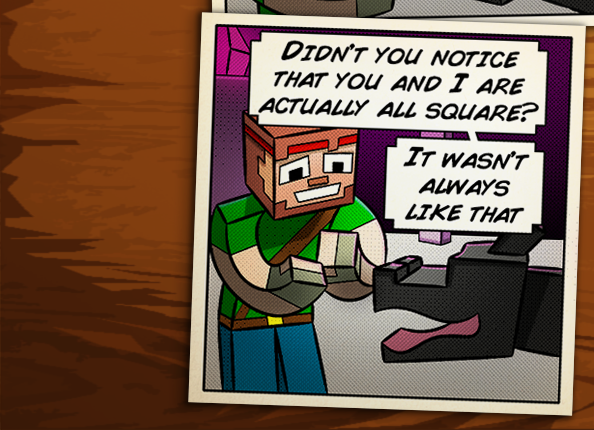 DIDN'T YOU NOTICE
THAT YOU AND I ARE
ACTUALLY ALL SQUARE?
IT WASN'T
ALWAYS
LIKE THAT